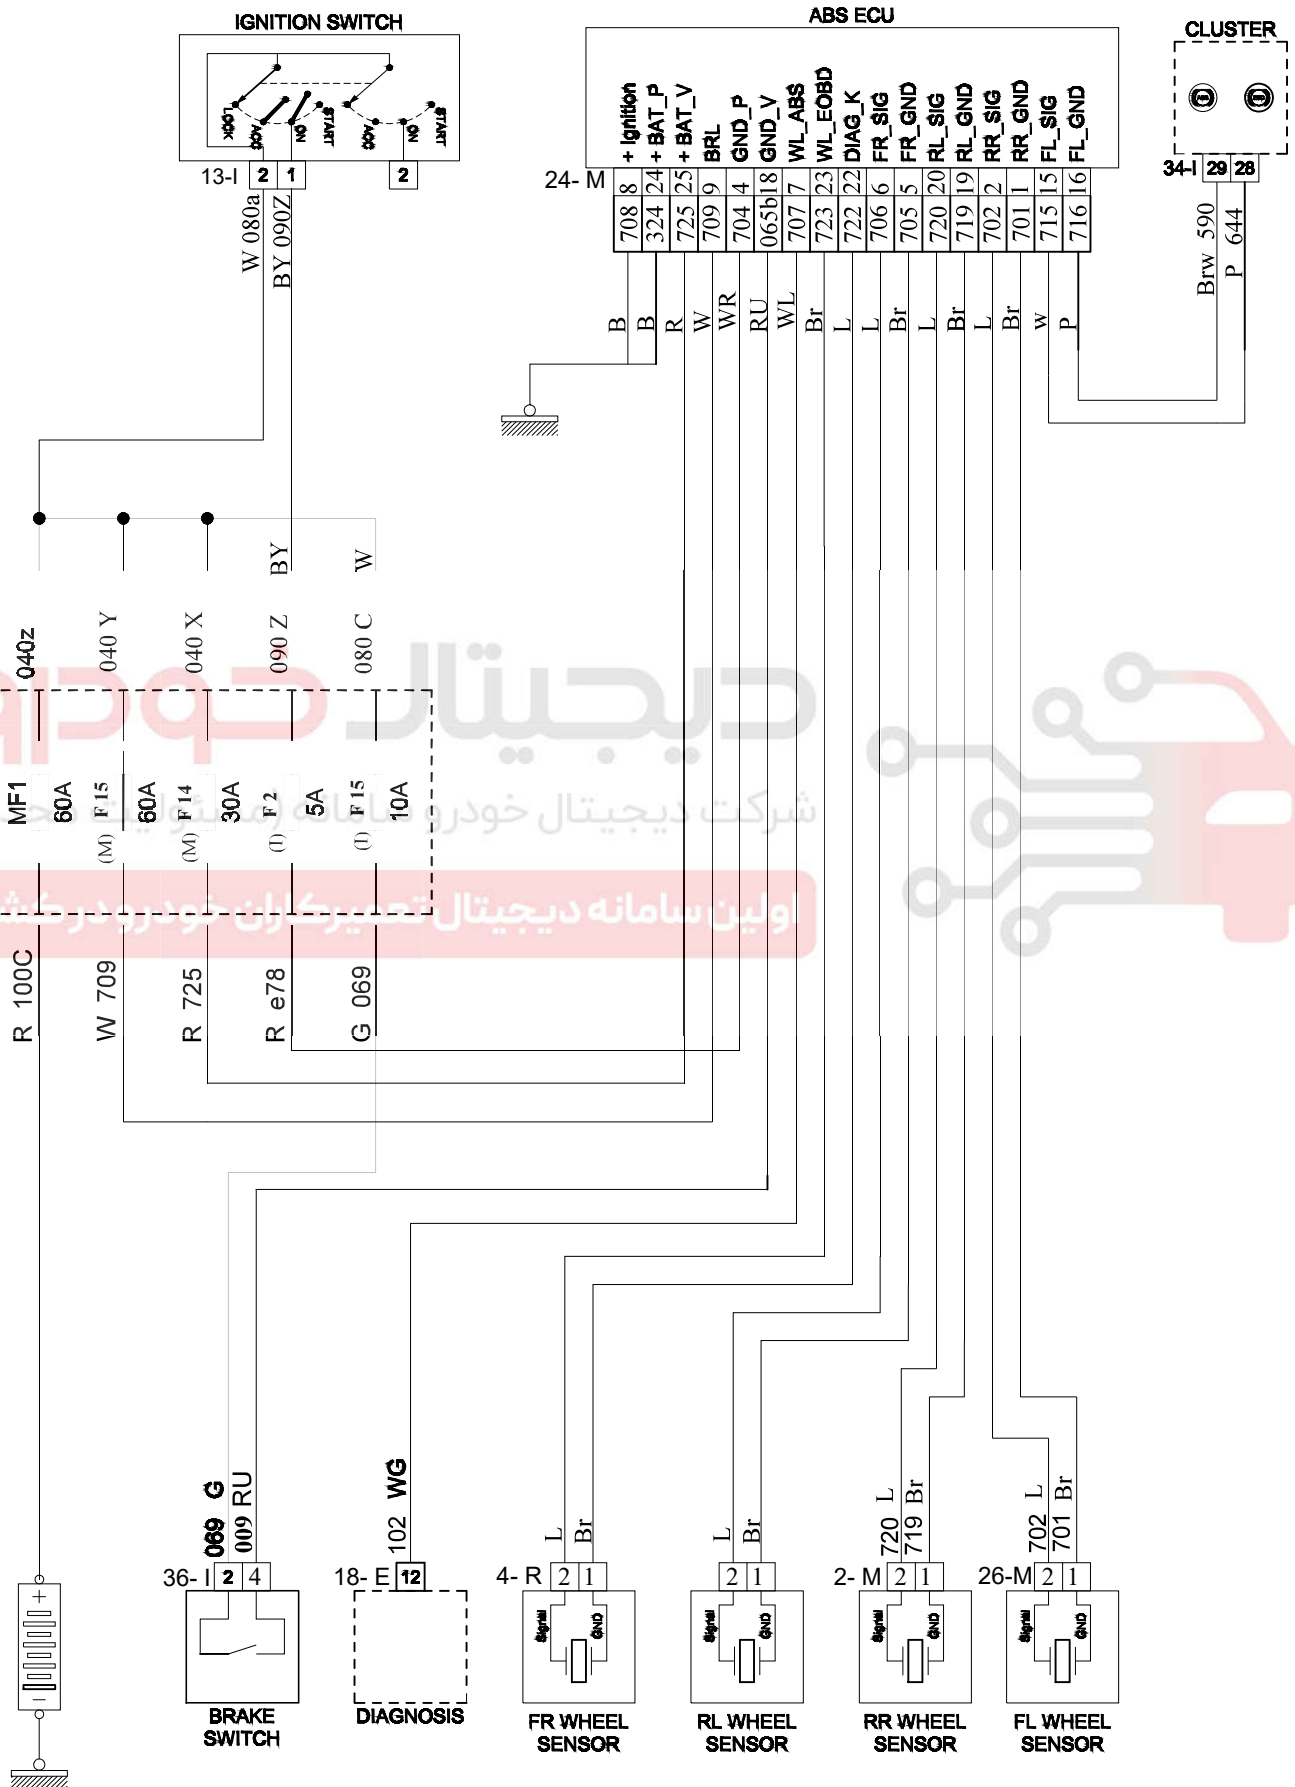 IGNITION SWITCH
LOCK
ACC
ON
START
ACC
ON
START
13-I
2
1
2
W 080a
BY 090Z
ABS ECU
+ Ignition
+ BAT_P
+ BAT_V
BRL
GND_P
GND_V
WL_ABS
WL_EOBD
DIAG_K
FR_SIG
FR_GND
RL_SIG
RL_GND
RR_SIG
RR_GND
FL_SIG
FL_GND
24- M
8 24 25 9 4 18 7 23 22 6 5 20 19 2 1 15 16
708 324 725 709 704 065b 707 723 722 706 705 720 719 702 701 715 716
B B R W WR RU WL Br L L Br L Br L Br w P
CLUSTER
34-I
29 28
Brw 590
P 644
BY
W
040z
040 Y
040 X
090 Z
080 C
MF1
60A
(M) F 15
60A
(M) F 14
30A
(I) F 2
5A
(I) F 15
10A
دیجیتال خودرو
شرکت دیجیتال خودرو سامانه (مسئولیت
اولین سامانه دیجیتال تعمیرکاران خودرو در
R 100C
W 709
R 725
R e78
G 069
069 G
009 RU
102 WG
L
Br
L
Br
720 L
719 Br
702 L
701 Br
36- I
2
4
18- E
12
4- R
2
1
2
1
2- M
2
1
26-M
2
1
+
−
Signal
GND
Signal
GND
Signal
GND
Signal
GND
BRAKE
SWITCH
DIAGNOSIS
FR WHEEL
SENSOR
RL WHEEL
SENSOR
RR WHEEL
SENSOR
FL WHEEL
SENSOR